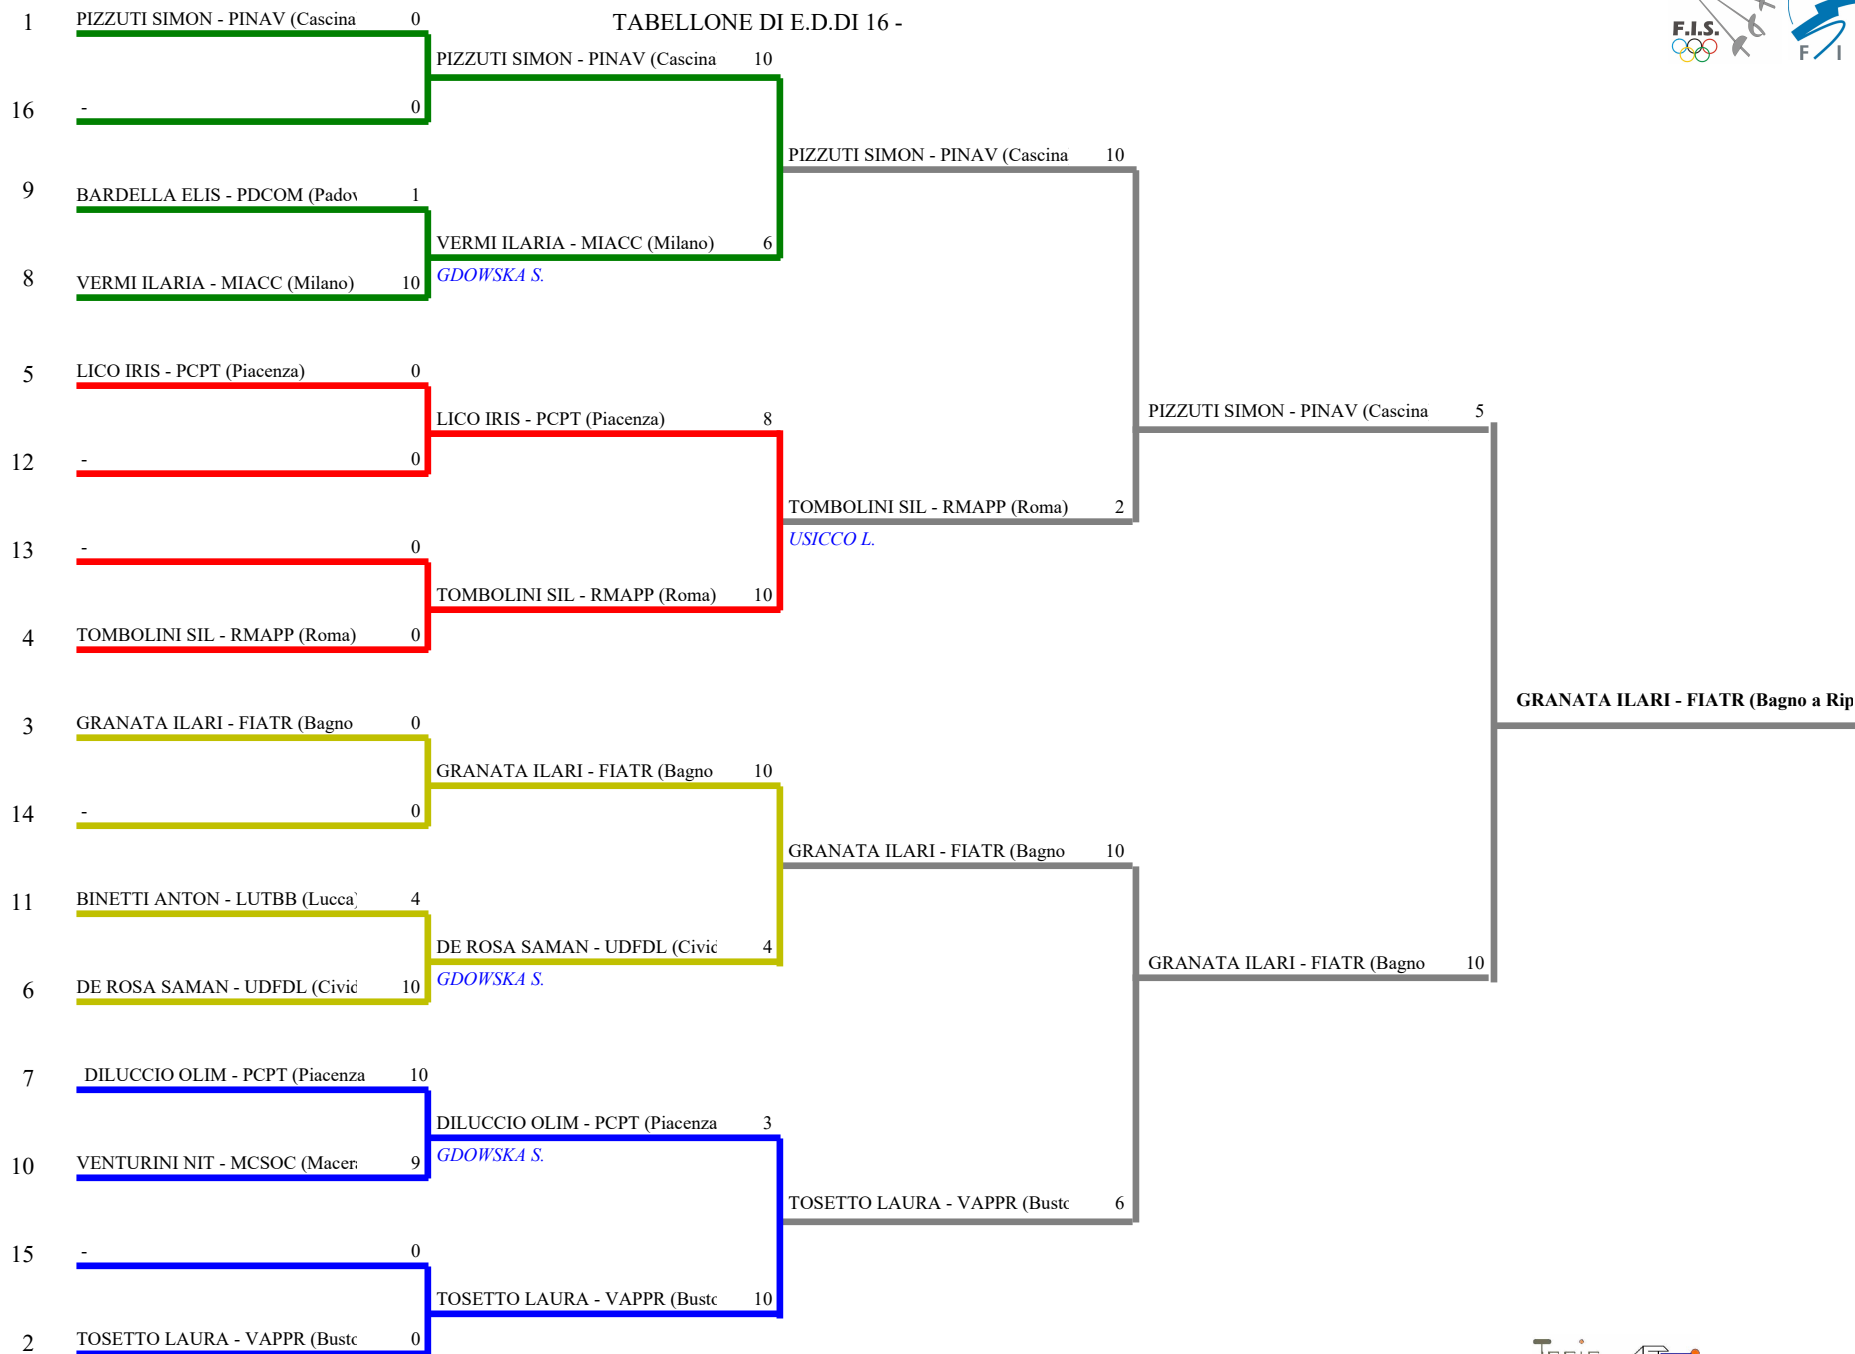 TABELLONE DI E.D.DI 16 -
F.I.S.
F I
1 PIZZUTI SIMON - PINAV (Cascina 0
PIZZUTI SIMON - PINAV (Cascina 10
16 - 0
PIZZUTI SIMON - PINAV (Cascina 10
9 BARDELLA ELIS - PDCOM (Padov 1
VERMI ILARIA - MIACC (Milano) 6
GDOWSKA S.
8 VERMI ILARIA - MIACC (Milano) 10
5 LICO IRIS - PCPT (Piacenza) 0
PIZZUTI SIMON - PINAV (Cascina 5
LICO IRIS - PCPT (Piacenza) 8
12 - 0
TOMBOLINI SIL - RMAPP (Roma) 2
USICCO L.
13 - 0
TOMBOLINI SIL - RMAPP (Roma) 10
4 TOMBOLINI SIL - RMAPP (Roma) 0
GRANATA ILARI - FIATR (Bagno a Rip
3 GRANATA ILARI - FIATR (Bagno 0
GRANATA ILARI - FIATR (Bagno 10
14 - 0
GRANATA ILARI - FIATR (Bagno 10
11 BINETTI ANTON - LUTBB (Lucca) 4
DE ROSA SAMAN - UDFDL (Civid 4
GDOWSKA S.
GRANATA ILARI - FIATR (Bagno 10
6 DE ROSA SAMAN - UDFDL (Civid 10
7 DILUCCIO OLIM - PCPT (Piacenza 10
DILUCCIO OLIM - PCPT (Piacenza 3
GDOWSKA S.
10 VENTURINI NIT - MCSOC (Macera 9
TOSETTO LAURA - VAPPR (Busto 6
15 - 0
TOSETTO LAURA - VAPPR (Busto 10
2 TOSETTO LAURA - VAPPR (Busto 0